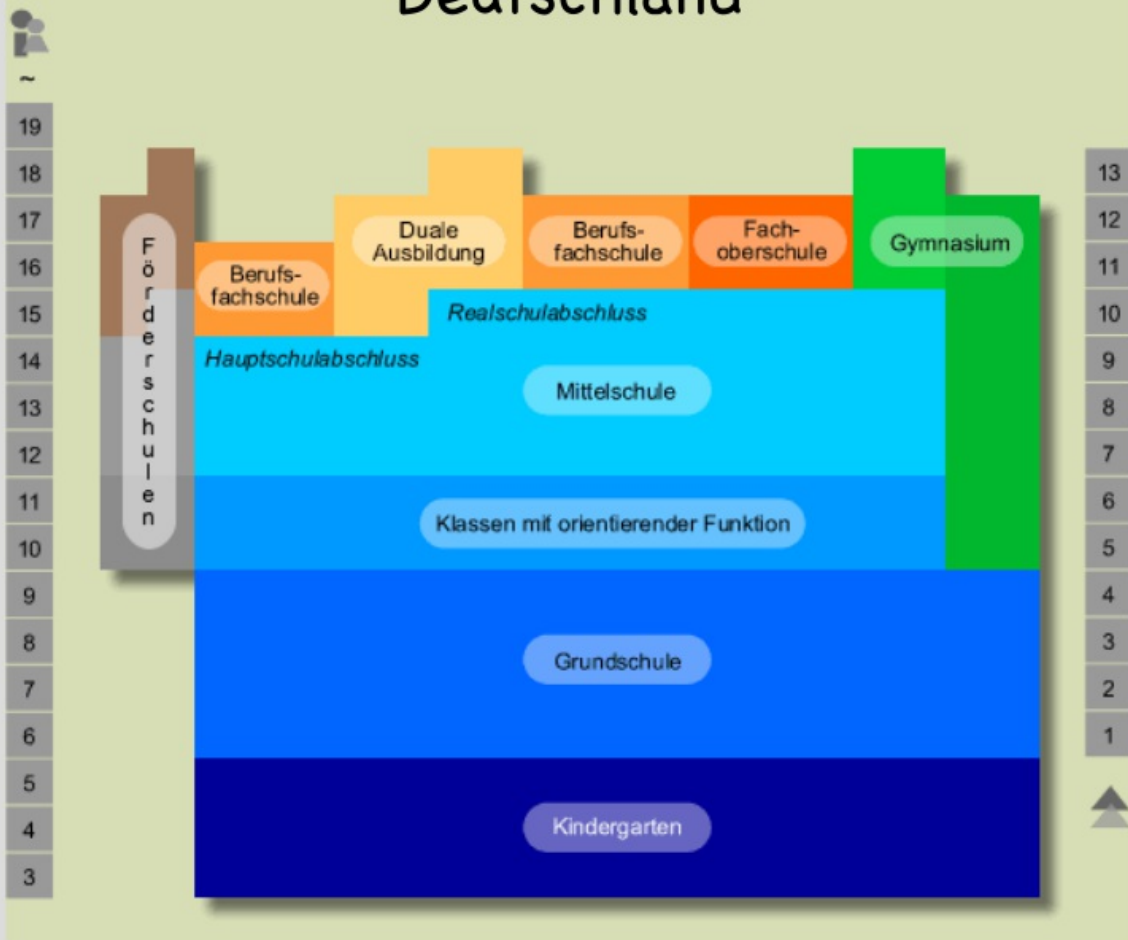 Deutschland
~
19
18
17
16
15
14
13
12
11
10
9
8
7
6
5
4
3
Förderschulen
Berufs-
fachschule
Duale
Ausbildung
Berufs-
fachschule
Fach-
oberschule
Gymnasium
Realschulabschluss
Hauptschulabschluss
Mittelschule
Klassen mit orientierender Funktion
Grundschule
Kindergarten
13
12
11
10
9
8
7
6
5
4
3
2
1